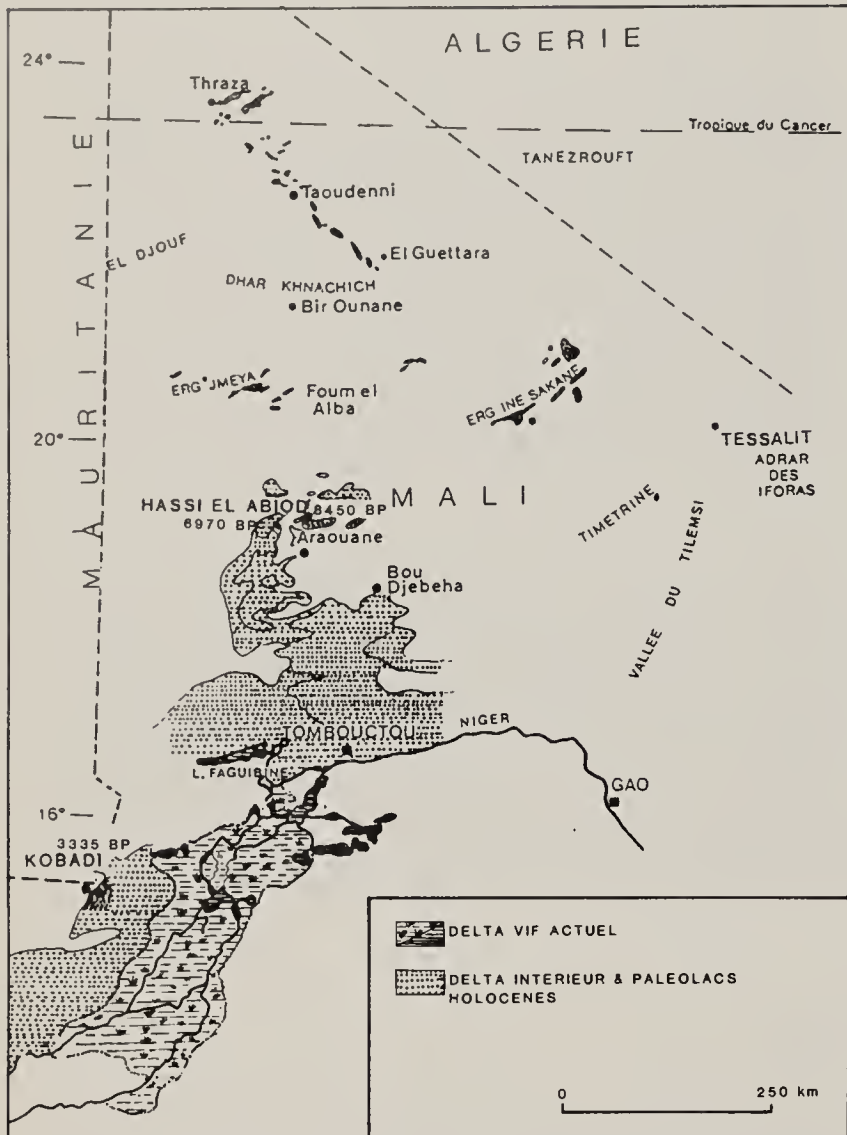 ALGERIE
24°
Thraza
Tropique du Cancer
TANEZROUFT
MAURITANIE
Taoudenni
EL DJOUF
El Guettara
DHAR KHNACHICH
Bir Ounane
ERG JMEYA
Foum el
Alba
ERG INE SAKANE
20°
TESSALIT
ADRAR
DES
IFORAS
MALI
HASSI EL ABIOD
8450 BP
6970 BP
Araouane
TIMETRINE
VALLEE DU TILEMSI
Bou
Djebeha
NIGER
TOMBOUCTOU
L. FAGUIBINE
GAO
16°
3335 BP
KOBADI
DELTA VIF ACTUEL
DELTA INTERIEUR & PALEOLACS
HOLOCENES
0 250 km